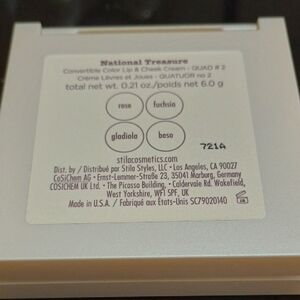 National Treasure
Convertible Color Lip & Cheek Cream - QUAD # 2
Crème Lèvres et Joues - QUATUOR no 2
total net wt. 0.21 oz./poids net 6.0 g
rose
fuchsia
gladiola
beso
721A
stilacosmetics.com
Dist. by / Distribué par Stila Styles, LLC • Los Angeles, CA 90027
CoSiChem AG • Ernst-Lemmer-Straße 23, 35041 Marburg, Germany
COSICHEM UK Ltd. • The Picasso Building, • Caldervale Rd. Wakefield,
West Yorkshire, WF1 5PF, UK
Made in U.S.A. / Fabriqué aux États-Unis SC79020140